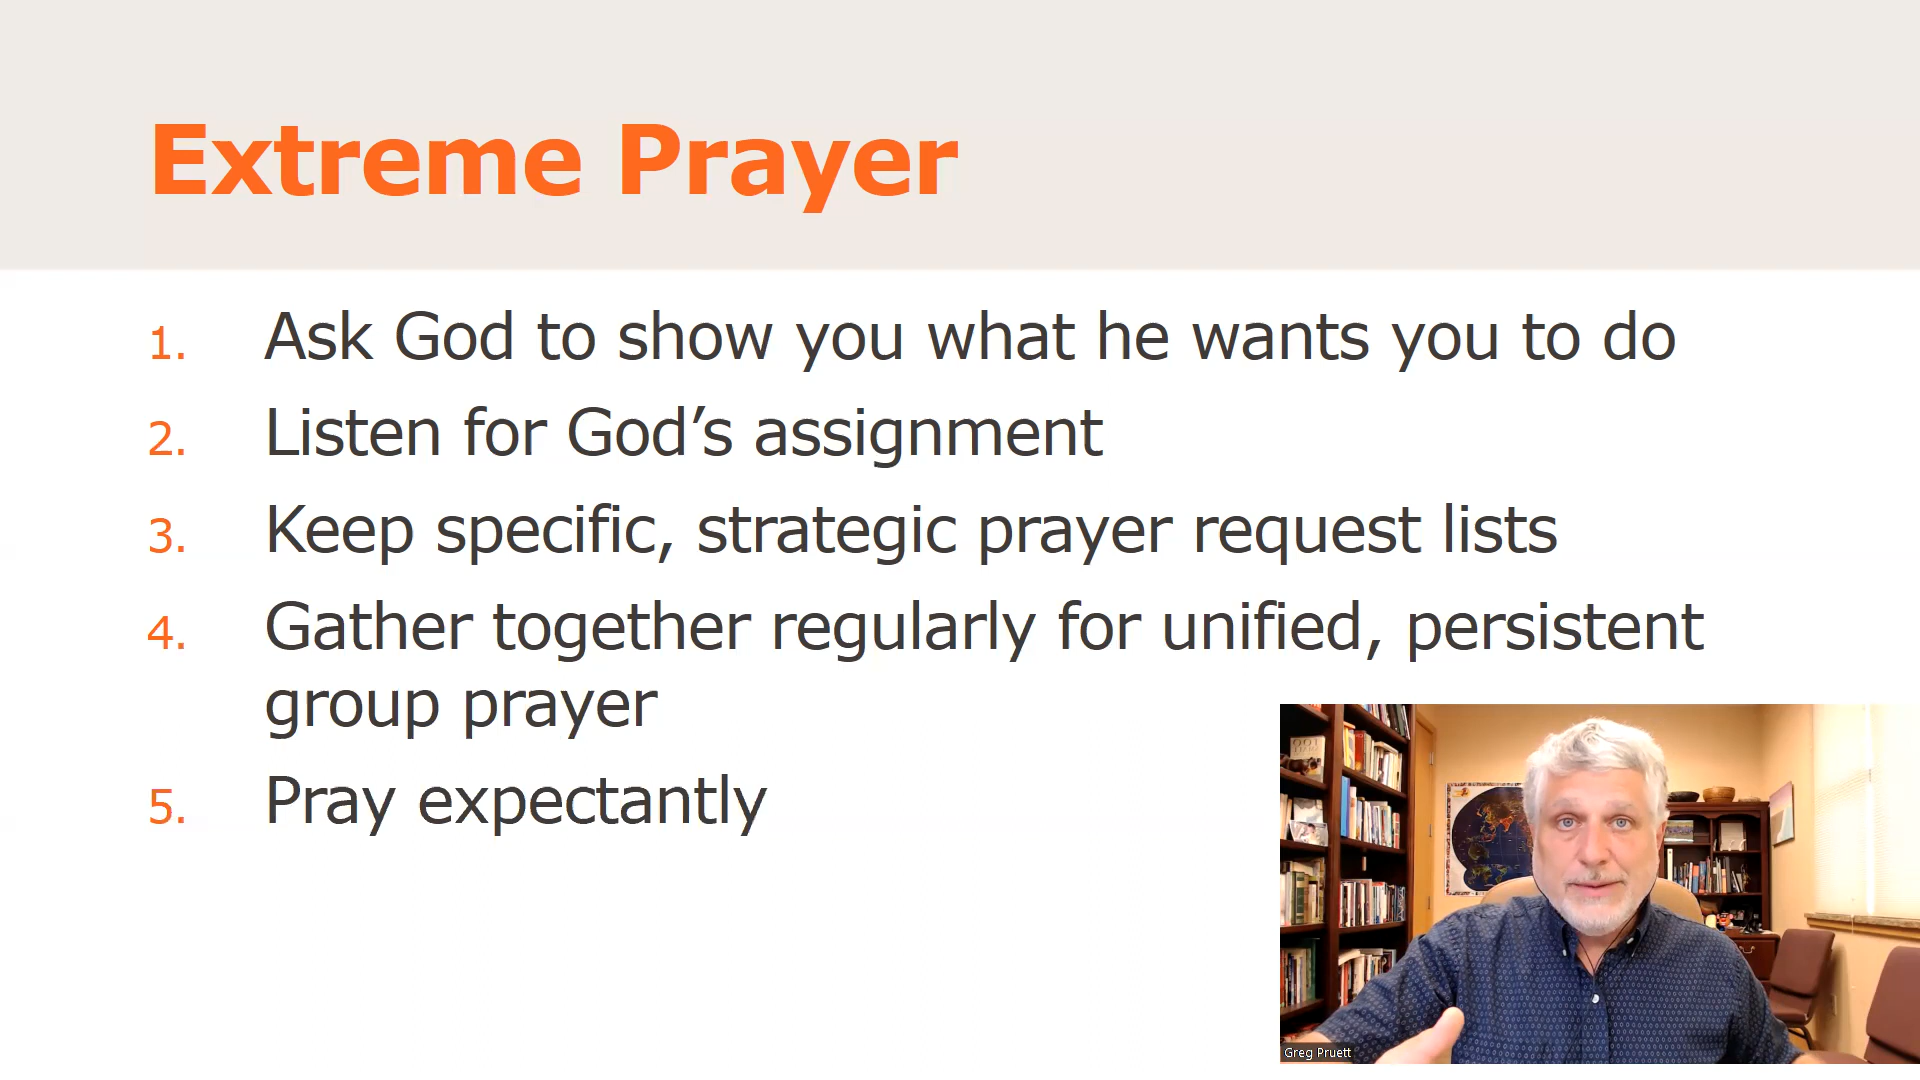 Extreme Prayer
1. Ask God to show you what he wants you to do
2. Listen for God’s assignment
3. Keep specific, strategic prayer request lists
4. Gather together regularly for unified, persistent
group prayer
5. Pray expectantly
Greg Pruett